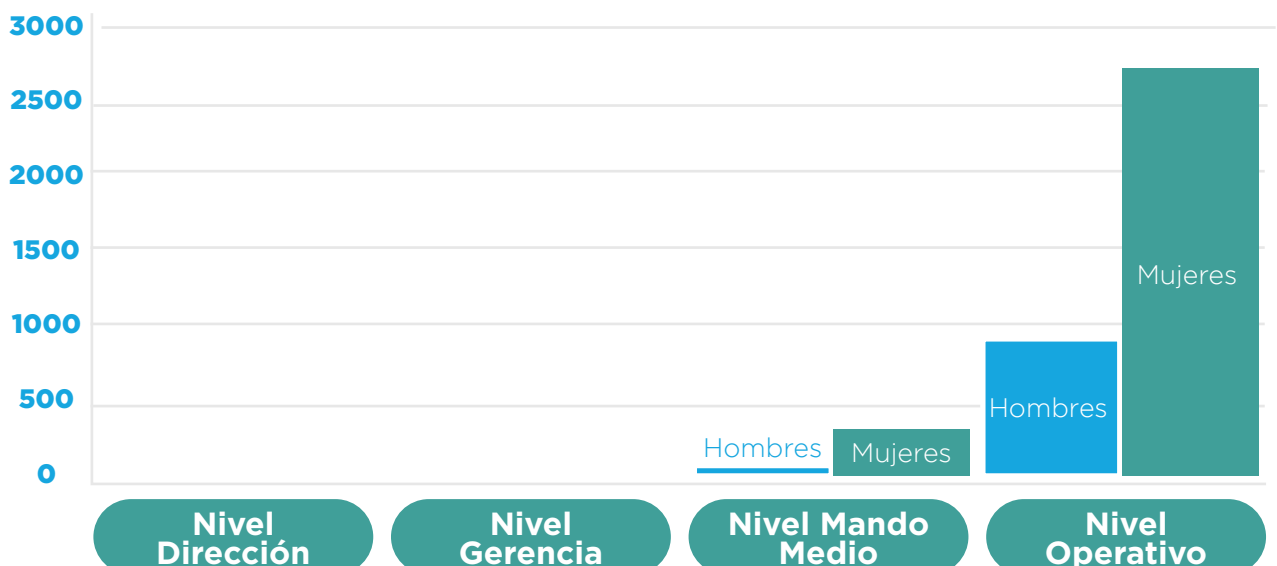 3000
2500
2000
1500
1000
500
0
Hombres
Mujeres
Hombres
Mujeres
Nivel
Dirección
Nivel
Gerencia
Nivel Mando
Medio
Nivel
Operativo